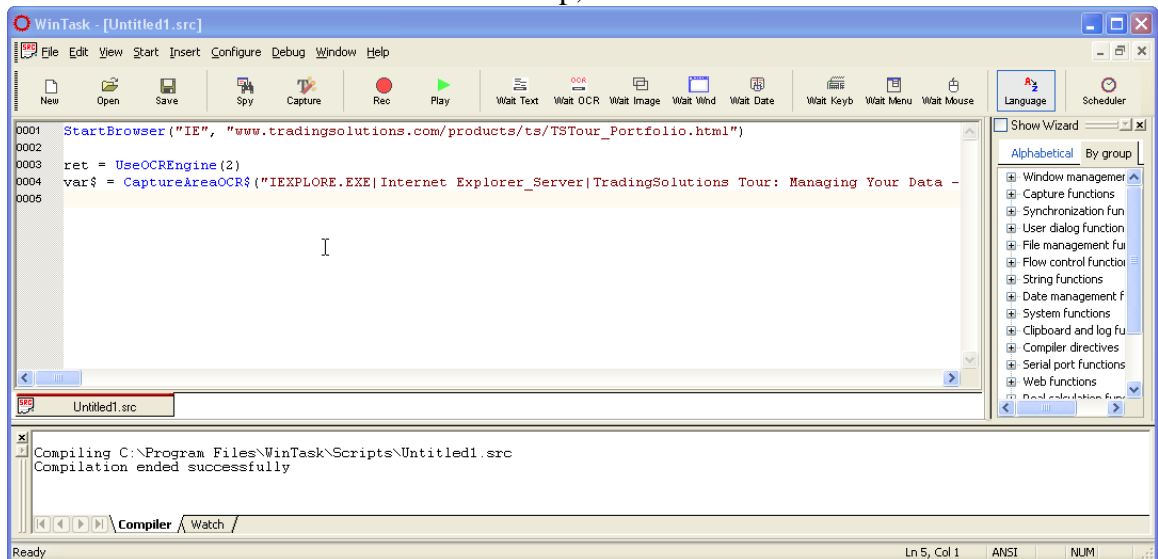 WinTask - [Untitled1.src]
File Edit View Start Insert Configure Debug Window Help
New Open Save Spy Capture Rec Play Wait Text Wait OCR Wait Image Wait Wnd Wait Date Wait Keyb Wait Menu Wait Mouse Language Scheduler
0001 StartBrowser("IE", "www.tradingsolutions.com/products/ts/TSTour_Portfolio.html")
0002
0003 ret = UseOCREngine(2)
0004 var$ = CaptureAreaOCR$("IEXPLORE.EXE|Internet Explorer_Server|TradingSolutions Tour: Managing Your Data -
0005
Show Wizard
Alphabetical By group
Window managemer
Capture functions
Synchronization fun
User dialog function
File management fu
Flow control functio
String functions
Date management f
System functions
Clipboard and log fu
Compiler directives
Serial port functions
Web functions
Real calculation func
Untitled1.src
Compiling C:\Program Files\WinTask\Scripts\Untitled1.src
Compilation ended successfully
Compiler Watch
Ready Ln 5, Col 1 ANSI NUM